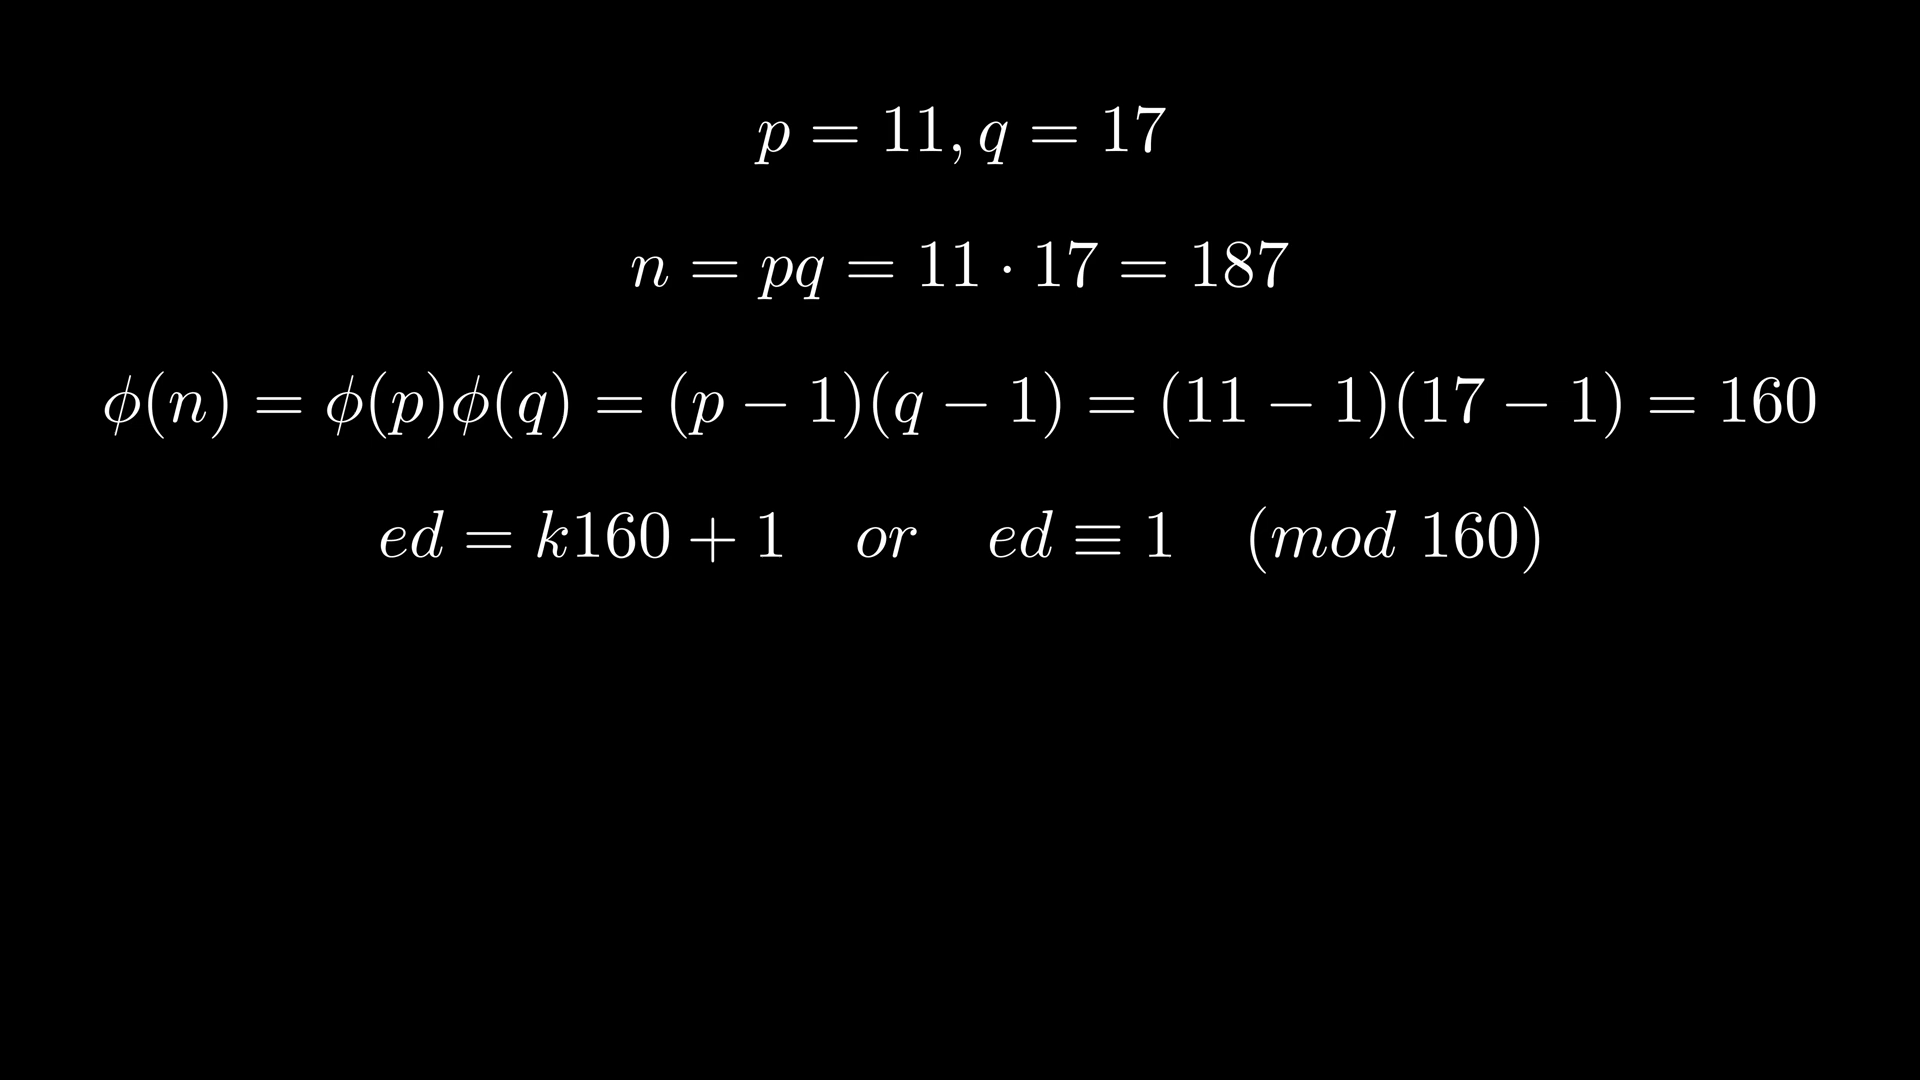 p = 11, q = 17
n = pq = 11 · 17 = 187
ϕ(n) = ϕ(p)ϕ(q) = (p − 1)(q − 1) = (11 − 1)(17 − 1) = 160
ed = k160 + 1 or ed ≡ 1 (mod 160)